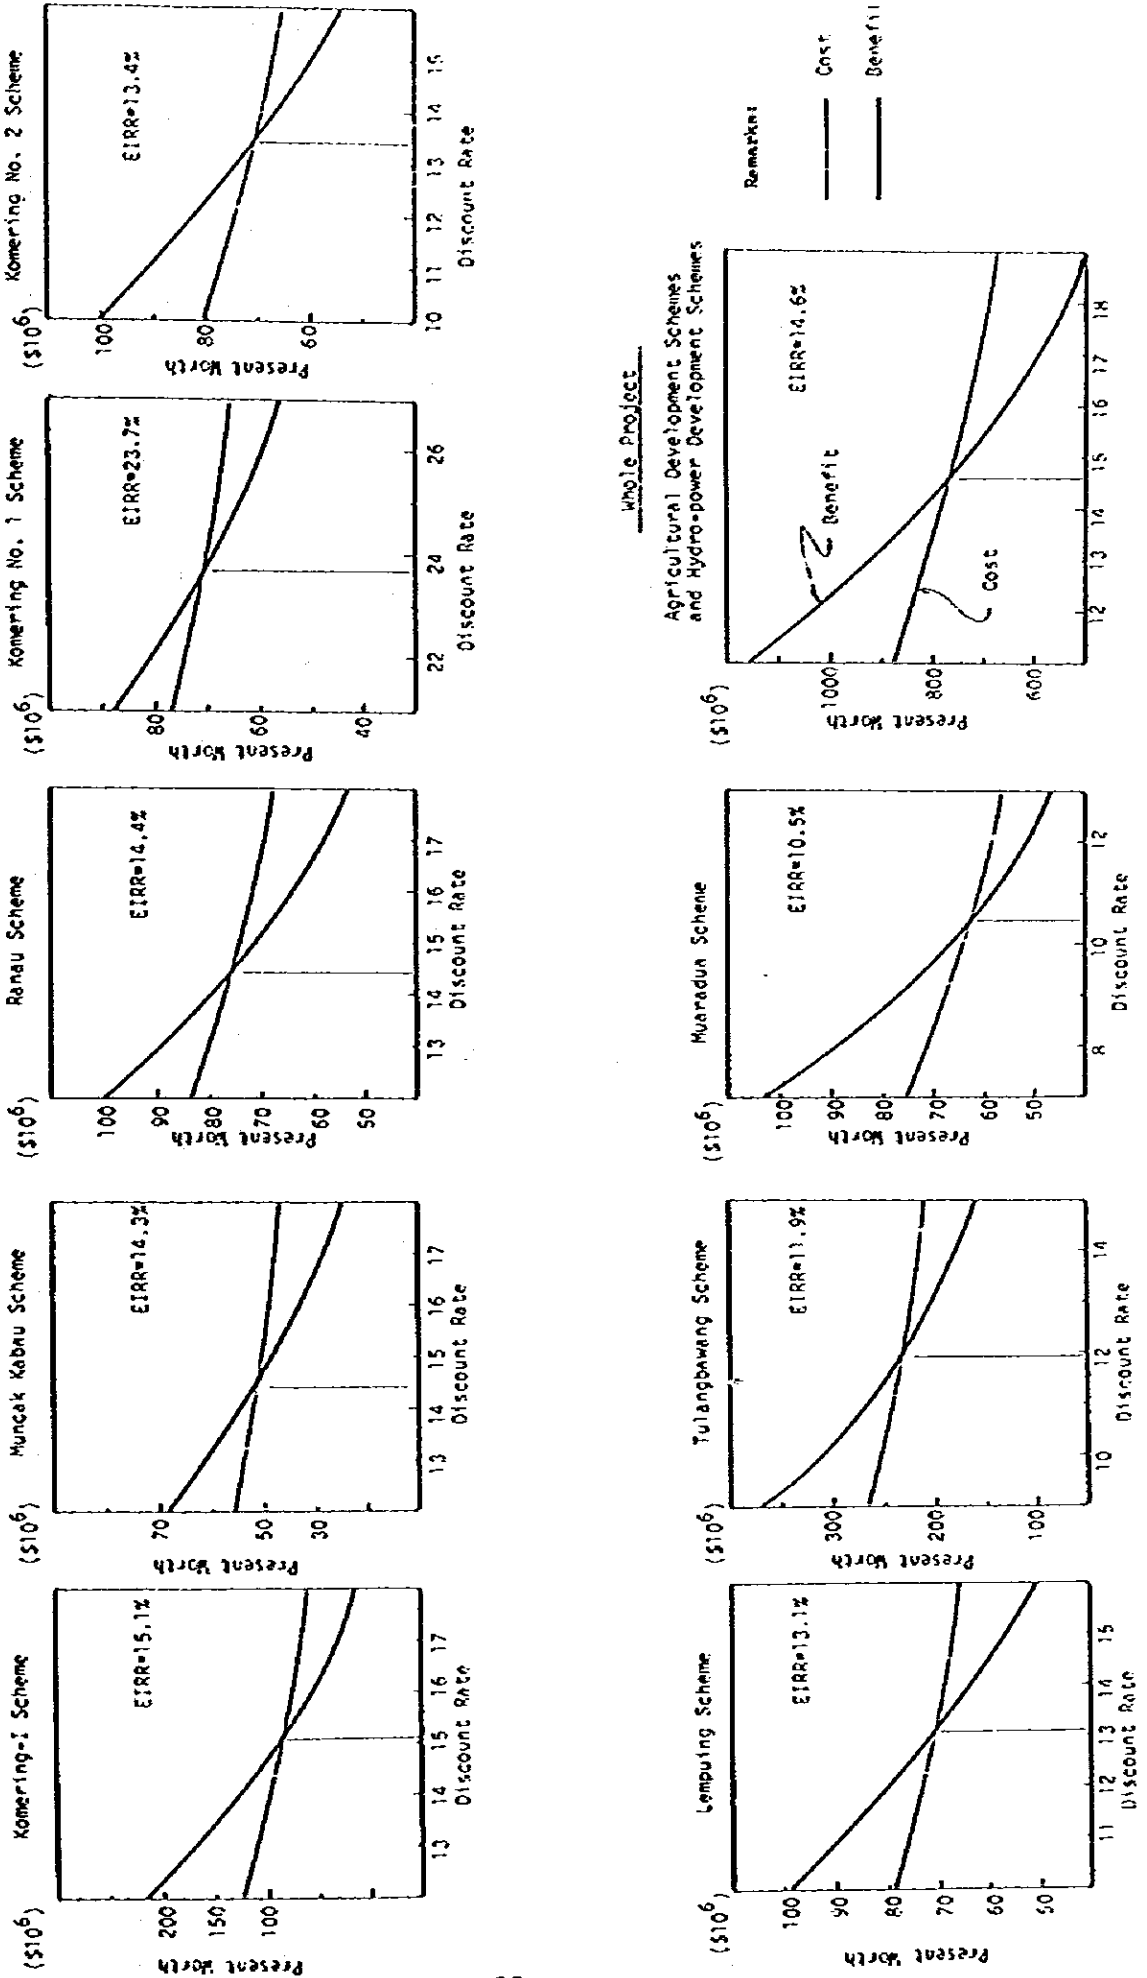 Komering-I Scheme
($10⁶)
EIRR=15.1%
200
150
100
Present Worth
13 14 15 16 17
Discount Rate
Muncak Kabau Scheme
($10⁶)
EIRR=14.3%
70
50
30
Present Worth
13 14 15 16 17
Discount Rate
Ranau Scheme
($10⁶)
EIRR=14.4%
100
90
80
70
60
50
Present Worth
13 14 15 16 17
Discount Rate
Komering No. 1 Scheme
($10⁶)
EIRR=23.7%
80
60
40
Present Worth
22 24 26
Discount Rate
Komering No. 2 Scheme
($10⁶)
EIRR=13.4%
100
80
60
Present Worth
10 11 12 13 14 15
Discount Rate
Lempuing Scheme
($10⁶)
EIRR=13.1%
100
90
80
70
60
50
Present Worth
11 12 13 14 15
Discount Rate
Tulangbawang Scheme
($10⁶)
EIRR=11.9%
300
200
100
Present Worth
10 12 14
Discount Rate
Muaradua Scheme
($10⁶)
EIRR=10.5%
100
90
80
70
60
50
Present Worth
8 10 12
Discount Rate
Whole Project
Agricultural Development Schemes
and Hydro-power Development Schemes
($10⁶)
EIRR=14.6%
Benefit
Cost
1000
800
600
Present Worth
12 13 14 15 16 17 18
Remarks:
Cost
Benefit